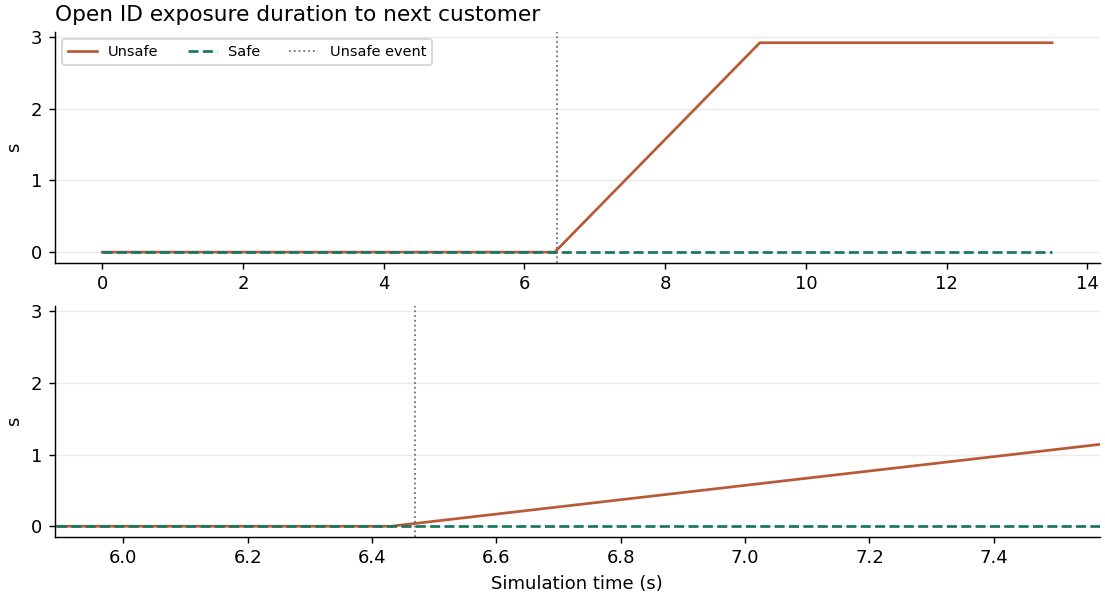 Open ID exposure duration to next customer
Unsafe Safe Unsafe event
3
2
1
0
s
0 2 4 6 8 10 12 14
3
2
1
0
s
6.0 6.2 6.4 6.6 6.8 7.0 7.2 7.4
Simulation time (s)